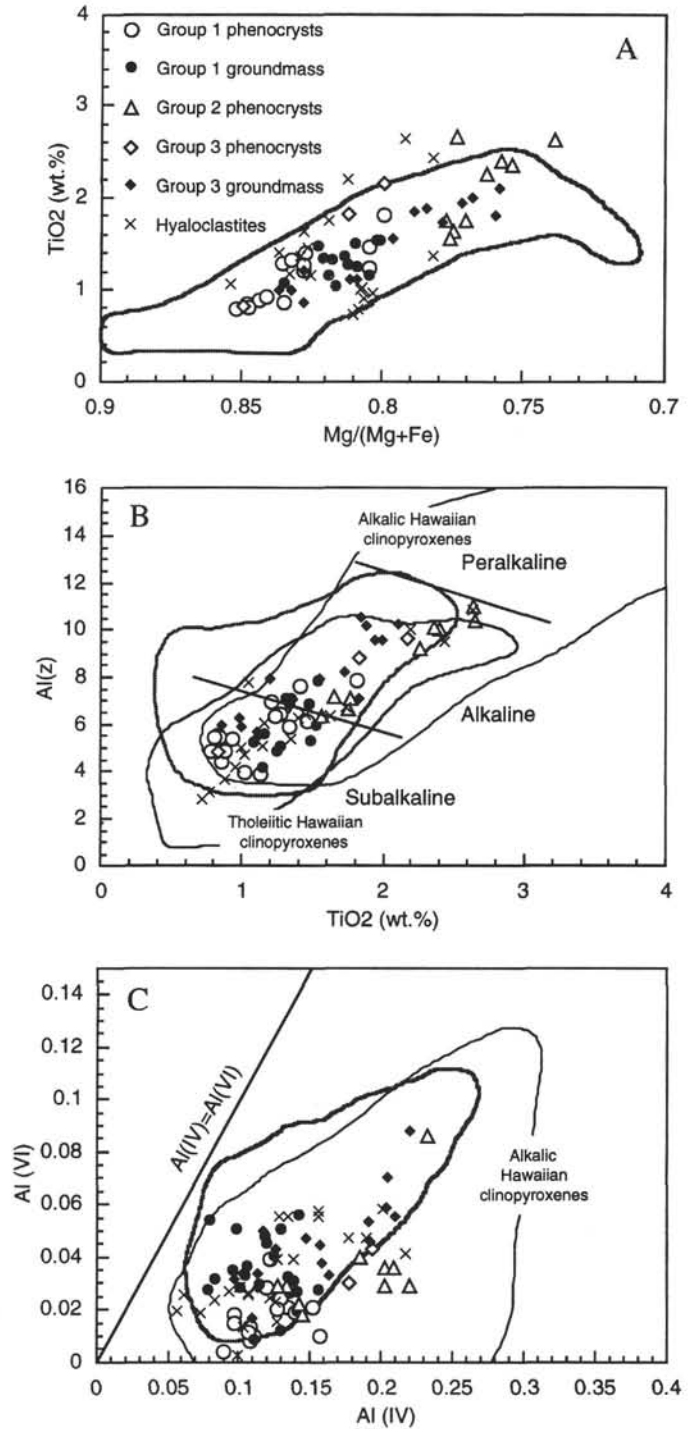 A
4
3
2
1
0
TiO2 (wt.%)
Group 1 phenocrysts
Group 1 groundmass
Group 2 phenocrysts
Group 3 phenocrysts
Group 3 groundmass
Hyaloclastites
0.9
0.85
0.8
0.75
0.7
Mg/(Mg+Fe)
B
16
14
12
10
8
6
4
2
0
Al(z)
Alkalic Hawaiian
clinopyroxenes
Peralkaline
Alkaline
Subalkaline
Tholeiitic Hawaiian
clinopyroxenes
0
1
2
3
4
TiO2 (wt.%)
C
0.14
0.12
0.1
0.08
0.06
0.04
0.02
0
Al (VI)
Al(IV)=Al(VI)
Alkalic
Hawaiian
clinopyroxenes
0
0.05
0.1
0.15
0.2
0.25
0.3
0.35
0.4
Al (IV)